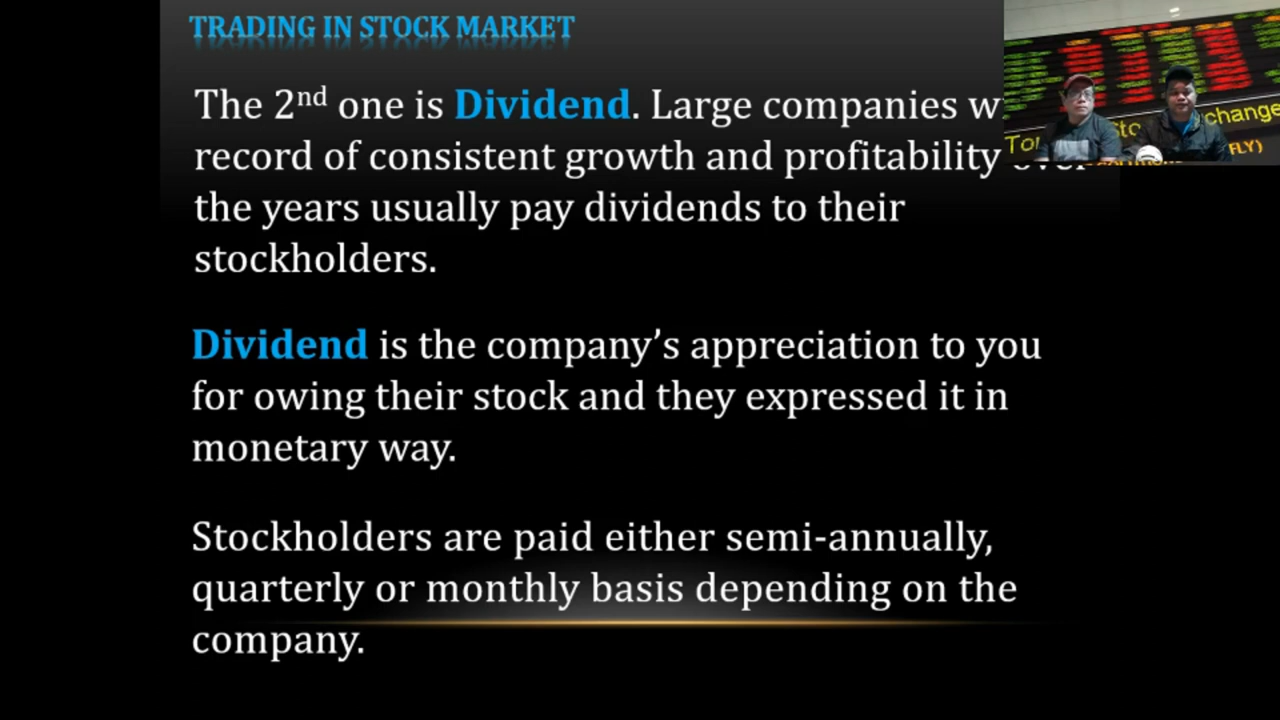 TRADING IN STOCK MARKET
The 2nd one is Dividend. Large companies
record of consistent growth and profitability
the years usually pay dividends to their
stockholders.
Dividend is the company’s appreciation to you
for owing their stock and they expressed it in
monetary way.
Stockholders are paid either semi-annually,
quarterly or monthly basis depending on the
company.
change
FLY)